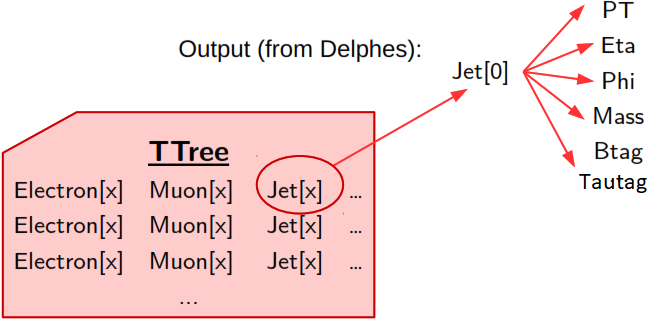 Output (from Delphes):
Jet[0]
PT
Eta
Phi
Mass
Btag
Tautag
TTree
Electron[x] Muon[x] Jet[x] ...
Electron[x] Muon[x] Jet[x] ...
Electron[x] Muon[x] Jet[x] ...
...